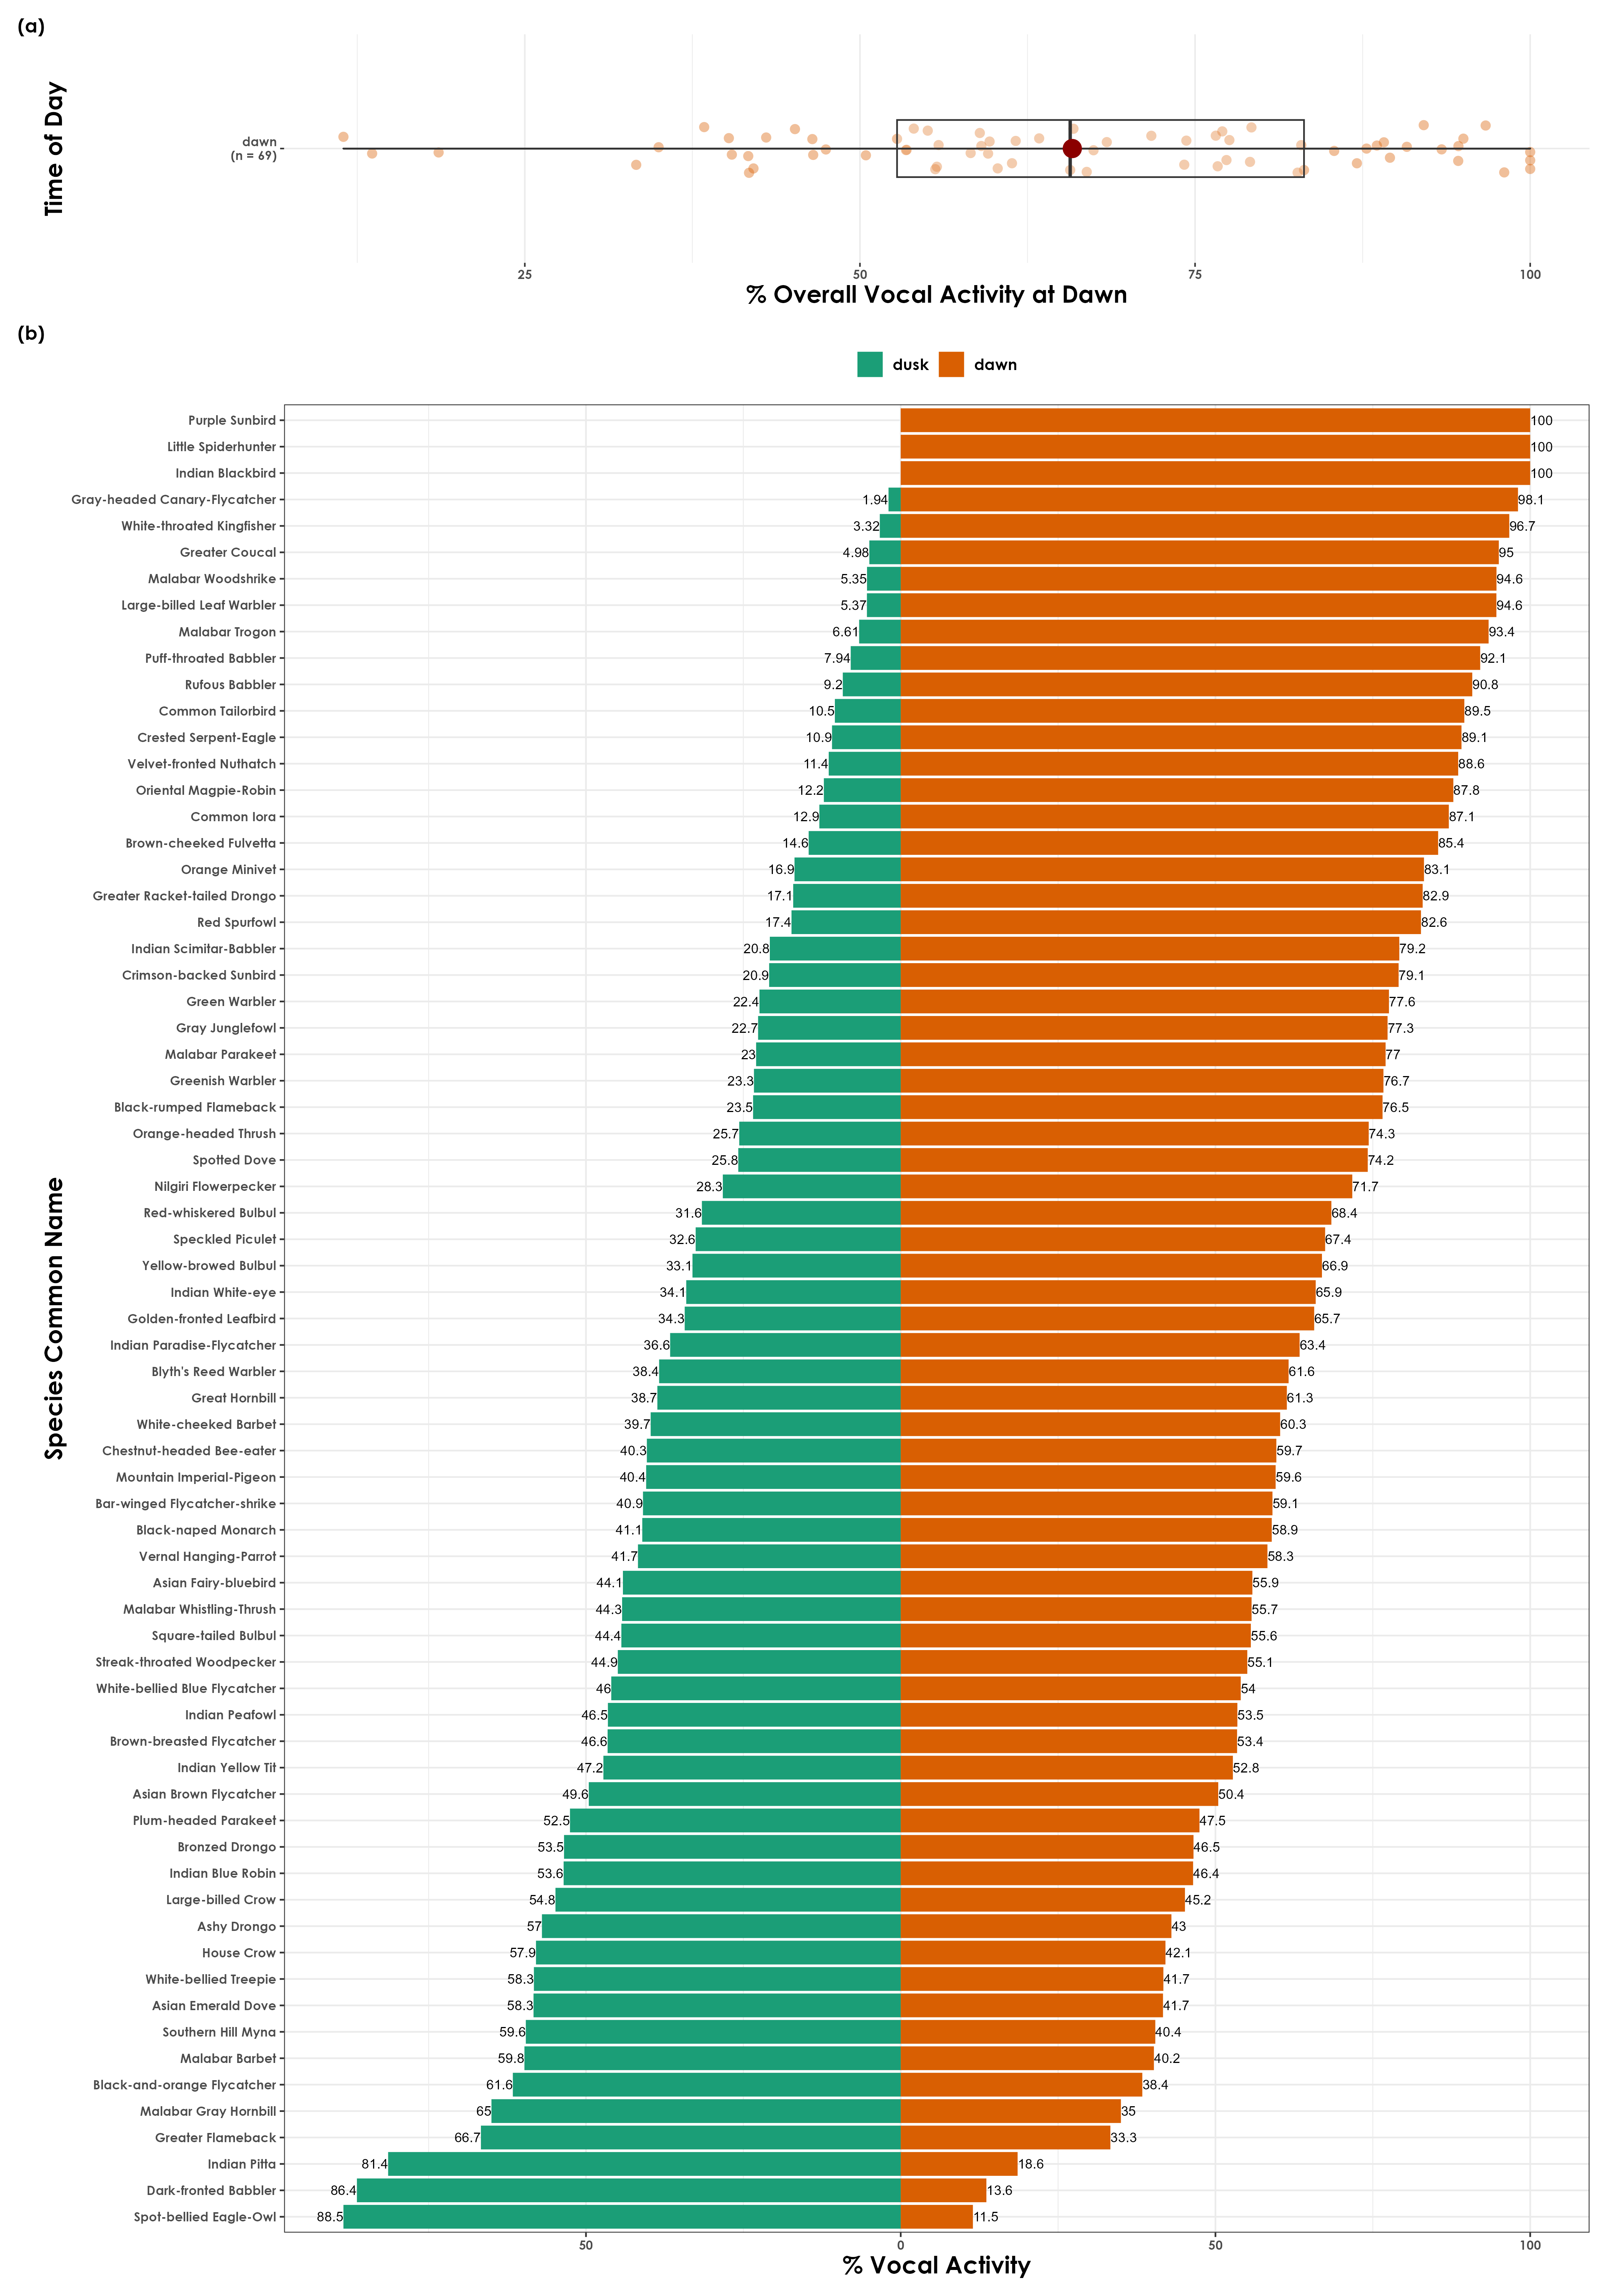 (a)
Time of Day
dawn
(n = 69)
25 50 75 100
% Overall Vocal Activity at Dawn
(b)
dusk dawn
Species Common Name
Purple Sunbird 100
Little Spiderhunter 100
Indian Blackbird 100
Gray-headed Canary-Flycatcher 1.94 98.1
White-throated Kingfisher 3.32 96.7
Greater Coucal 4.98 95
Malabar Woodshrike 5.35 94.6
Large-billed Leaf Warbler 5.37 94.6
Malabar Trogon 6.61 93.4
Puff-throated Babbler 7.94 92.1
Rufous Babbler 9.2 90.8
Common Tailorbird 10.5 89.5
Crested Serpent-Eagle 10.9 89.1
Velvet-fronted Nuthatch 11.4 88.6
Oriental Magpie-Robin 12.2 87.8
Common Iora 12.9 87.1
Brown-cheeked Fulvetta 14.6 85.4
Orange Minivet 16.9 83.1
Greater Racket-tailed Drongo 17.1 82.9
Red Spurfowl 17.4 82.6
Indian Scimitar-Babbler 20.8 79.2
Crimson-backed Sunbird 20.9 79.1
Green Warbler 22.4 77.6
Gray Junglefowl 22.7 77.3
Malabar Parakeet 23 77
Greenish Warbler 23.3 76.7
Black-rumped Flameback 23.5 76.5
Orange-headed Thrush 25.7 74.3
Spotted Dove 25.8 74.2
Nilgiri Flowerpecker 28.3 71.7
Red-whiskered Bulbul 31.6 68.4
Speckled Piculet 32.6 67.4
Yellow-browed Bulbul 33.1 66.9
Indian White-eye 34.1 65.9
Golden-fronted Leafbird 34.3 65.7
Indian Paradise-Flycatcher 36.6 63.4
Blyth's Reed Warbler 38.4 61.6
Great Hornbill 38.7 61.3
White-cheeked Barbet 39.7 60.3
Chestnut-headed Bee-eater 40.3 59.7
Mountain Imperial-Pigeon 40.4 59.6
Bar-winged Flycatcher-shrike 40.9 59.1
Black-naped Monarch 41.1 58.9
Vernal Hanging-Parrot 41.7 58.3
Asian Fairy-bluebird 44.1 55.9
Malabar Whistling-Thrush 44.3 55.7
Square-tailed Bulbul 44.4 55.6
Streak-throated Woodpecker 44.9 55.1
White-bellied Blue Flycatcher 46 54
Indian Peafowl 46.5 53.5
Brown-breasted Flycatcher 46.6 53.4
Indian Yellow Tit 47.2 52.8
Asian Brown Flycatcher 49.6 50.4
Plum-headed Parakeet 52.5 47.5
Bronzed Drongo 53.5 46.5
Indian Blue Robin 53.6 46.4
Large-billed Crow 54.8 45.2
Ashy Drongo 57 43
House Crow 57.9 42.1
White-bellied Treepie 58.3 41.7
Asian Emerald Dove 58.3 41.7
Southern Hill Myna 59.6 40.4
Malabar Barbet 59.8 40.2
Black-and-orange Flycatcher 61.6 38.4
Malabar Gray Hornbill 65 35
Greater Flameback 66.7 33.3
Indian Pitta 81.4 18.6
Dark-fronted Babbler 86.4 13.6
Spot-bellied Eagle-Owl 88.5 11.5
50 0 50 100
% Vocal Activity